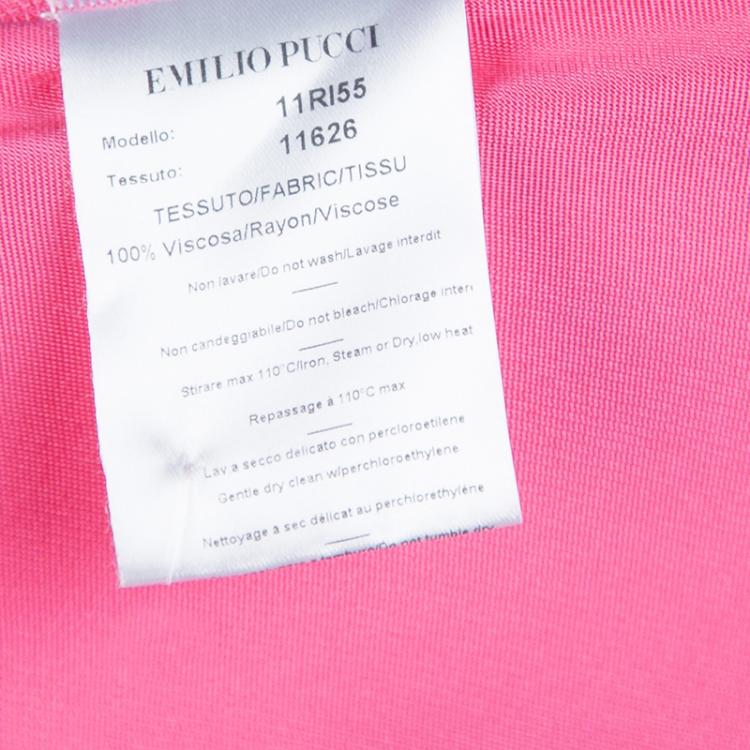 EMILIO PUCCI
Modello: 11RI55
Tessuto: 11626
TESSUTO/FABRIC/TISSU
100% Viscosa/Rayon/Viscose
Non lavare/Do not wash/Lavage interdit
Non candeggiabile/Do not bleach/Chlorage inter
Stirare max 110°C/Iron, Steam or Dry,low heat
Repassage à 110°C max
Lav a secco delicato con percloroetilene
Gentle dry clean w/perchloroethylene
Nettoyage à sec délicat au perchlorethylène
tumble dry